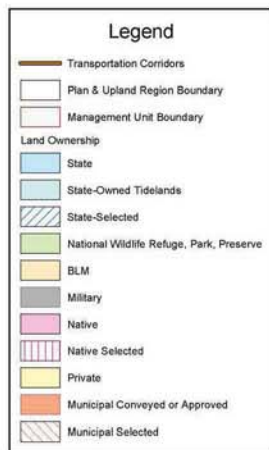 Legend
Transportation Corridors
Plan & Upland Region Boundary
Management Unit Boundary
Land Ownership
State
State-Owned Tidelands
State-Selected
National Wildlife Refuge, Park, Preserve
BLM
Military
Native
Native Selected
Private
Municipal Conveyed or Approved
Municipal Selected